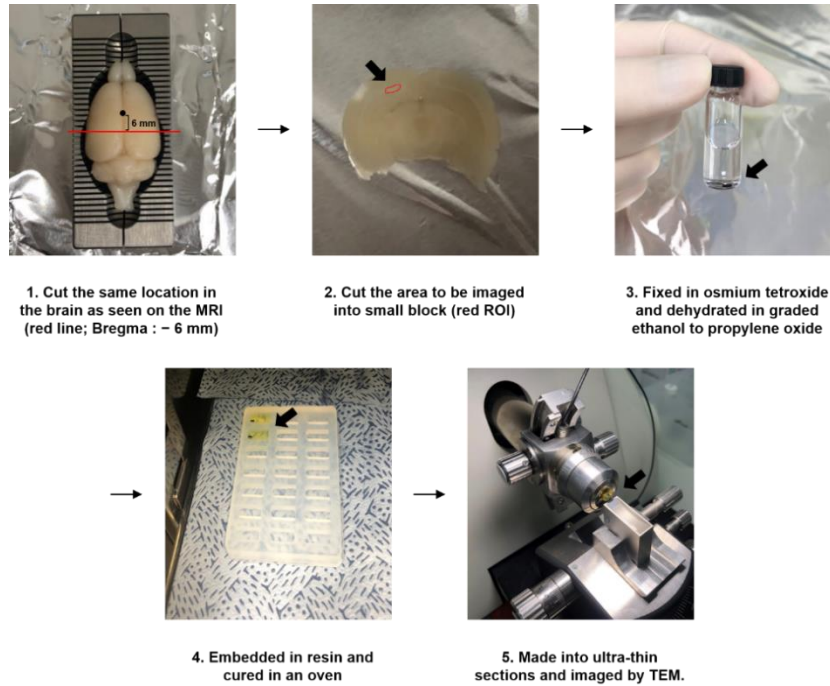 6 mm
1. Cut the same location in
the brain as seen on the MRI
(red line; Bregma : − 6 mm)
2. Cut the area to be imaged
into small block (red ROI)
3. Fixed in osmium tetroxide
and dehydrated in graded
ethanol to propylene oxide
4. Embedded in resin and
cured in an oven
5. Made into ultra-thin
sections and imaged by TEM.